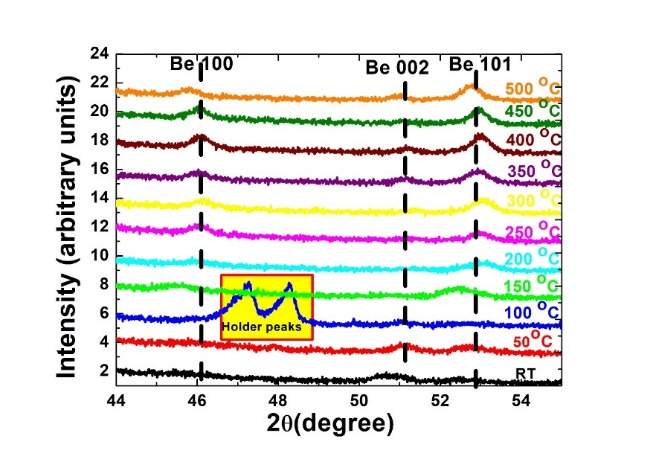 24
22
20
18
16
14
12
10
8
6
4
2
Intensity (arbitrary units)
Be 100
Be 002
Be 101
500 °C
450 °C
400 °C
350 °C
300 °C
250 °C
200 °C
150 °C
100 °C
50°C
RT
Holder peaks
44 46 48 50 52 54
2θ(degree)